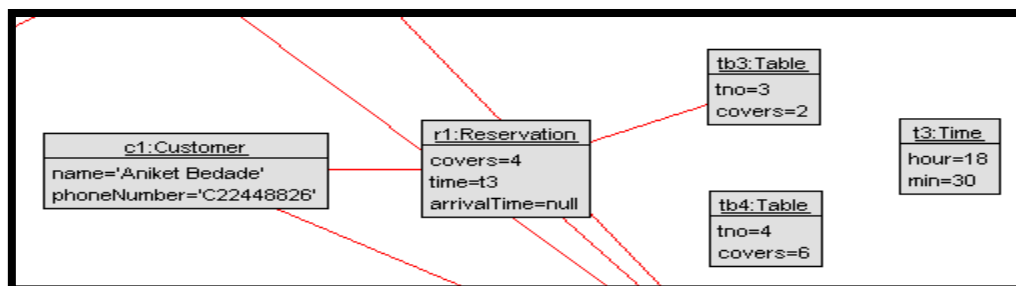 c1:Customer
name='Aniket Bedade'
phoneNumber='C22448826'
r1:Reservation
covers=4
time=t3
arrivalTime=null
tb3:Table
tno=3
covers=2
tb4:Table
tno=4
covers=6
t3:Time
hour=18
min=30